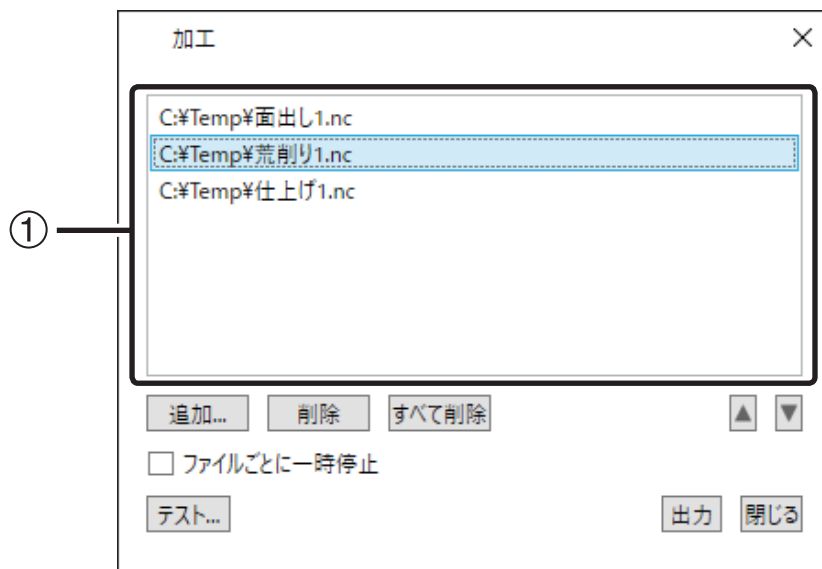 加工
C:¥Temp¥面出し1.nc
C:¥Temp¥荒削り1.nc
C:¥Temp¥仕上げ1.nc
①
追加... 削除 すべて削除 ▲ ▼
ファイルごとに一時停止
テスト... 出力 閉じる